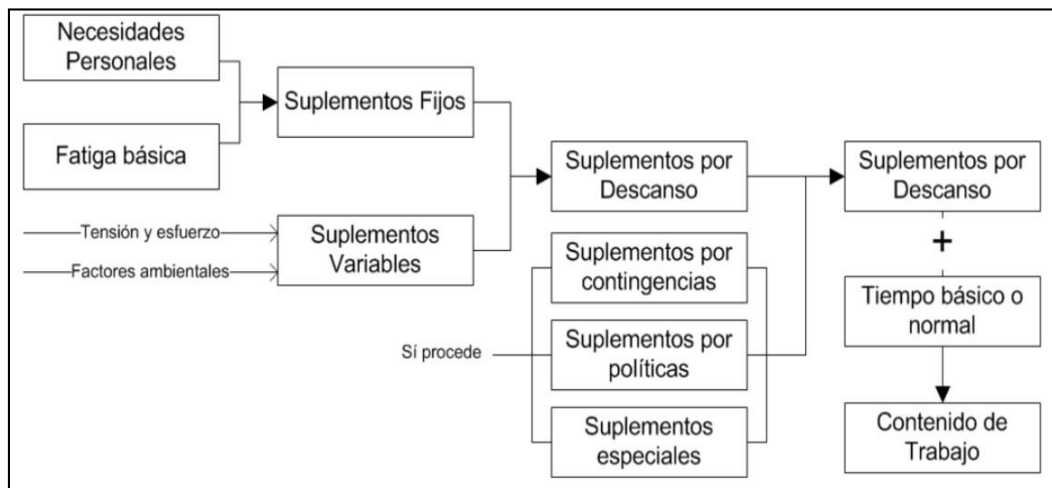 Necesidades
Personales
Fatiga básica
Tensión y esfuerzo
Factores ambientales
Suplementos Fijos
Suplementos
Variables
Sí procede
Suplementos por
Descanso
Suplementos por
contingencias
Suplementos por
políticas
Suplementos
especiales
Suplementos por
Descanso
+
Tiempo básico o
normal
Contenido de
Trabajo